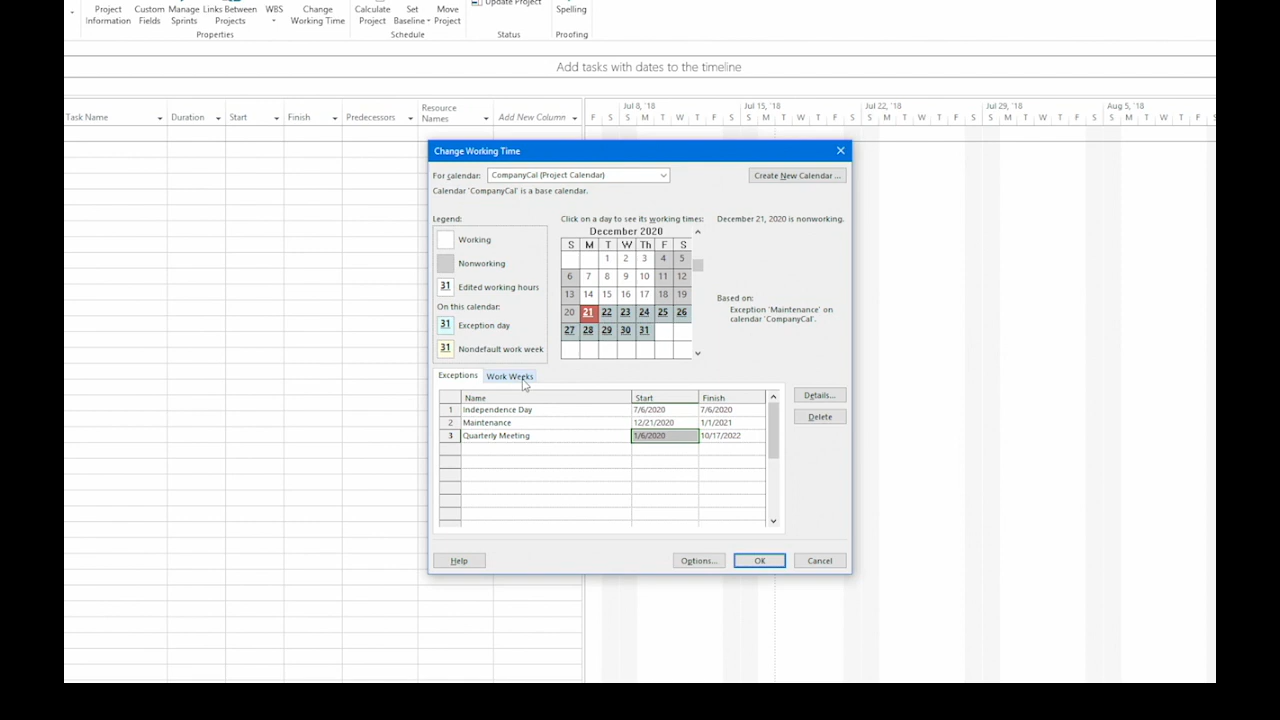 Project Information
Custom Fields
Manage Sprints
Links Between Projects
WBS
Change Working Time
Calculate Project
Set Baseline
Move Project
Update Project
Spelling
Properties
Schedule
Status
Proofing
Add tasks with dates to the timeline
Task Name
Duration
Start
Finish
Predecessors
Resource Names
Add New Column
Jul 8, '18
Jul 15, '18
Jul 22, '18
Jul 29, '18
Aug 5, '18
F S S M T W T F S S M T W T F S S M T W T F S S M T W T F S S M T W T F S
Change Working Time
For calendar:
CompanyCal (Project Calendar)
Create New Calendar ...
Calendar 'CompanyCal' is a base calendar.
Legend:
Working
Nonworking
31 Edited working hours
On this calendar:
31 Exception day
31 Nondefault work week
Click on a day to see its working times:
December 2020
S M T W Th F S
1 2 3 4 5
6 7 8 9 10 11 12
13 14 15 16 17 18 19
20 21 22 23 24 25 26
27 28 29 30 31
December 21, 2020 is nonworking.
Based on:
Exception 'Maintenance' on
calendar 'CompanyCal'.
Exceptions
Work Weeks
Name Start Finish
1 Independence Day 7/6/2020 7/6/2020
2 Maintenance 12/21/2020 1/1/2021
3 Quarterly Meeting 1/6/2020 10/17/2022
Details...
Delete
Help
Options...
OK
Cancel